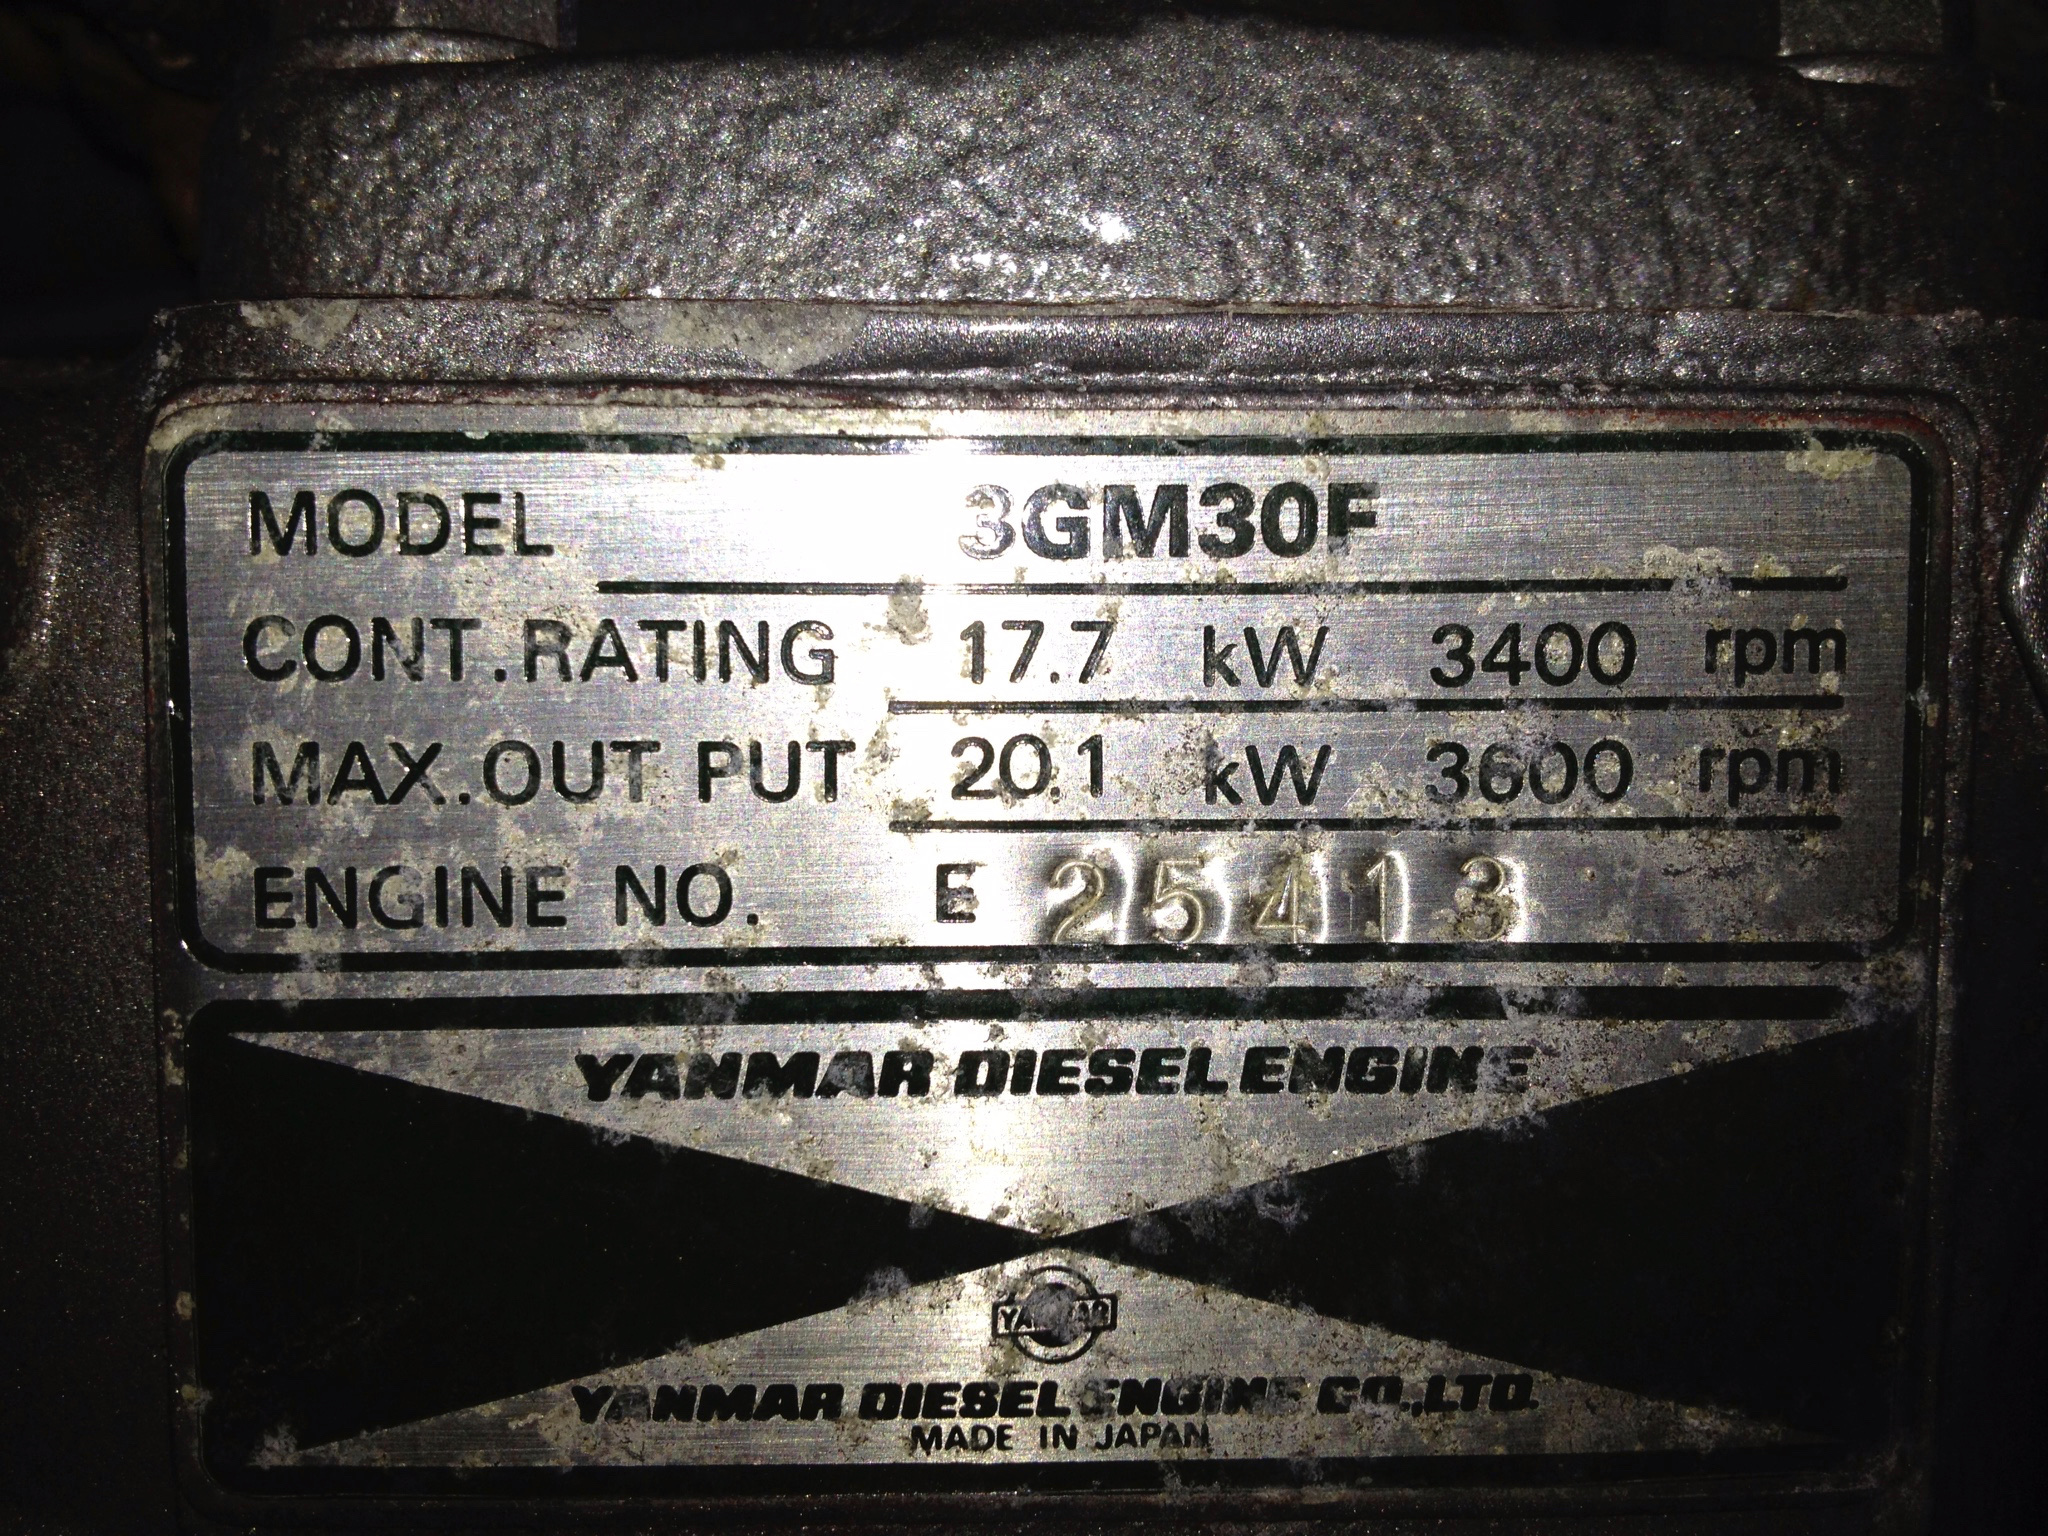 MODEL 3GM30F
CONT.RATING 17.7 kW 3400 rpm
MAX.OUT PUT 20.1 kW 3600 rpm
ENGINE NO. E 25413
YANMAR DIESEL ENGINE
YANMAR
YANMAR DIESEL ENGINE CO.,LTD.
MADE IN JAPAN